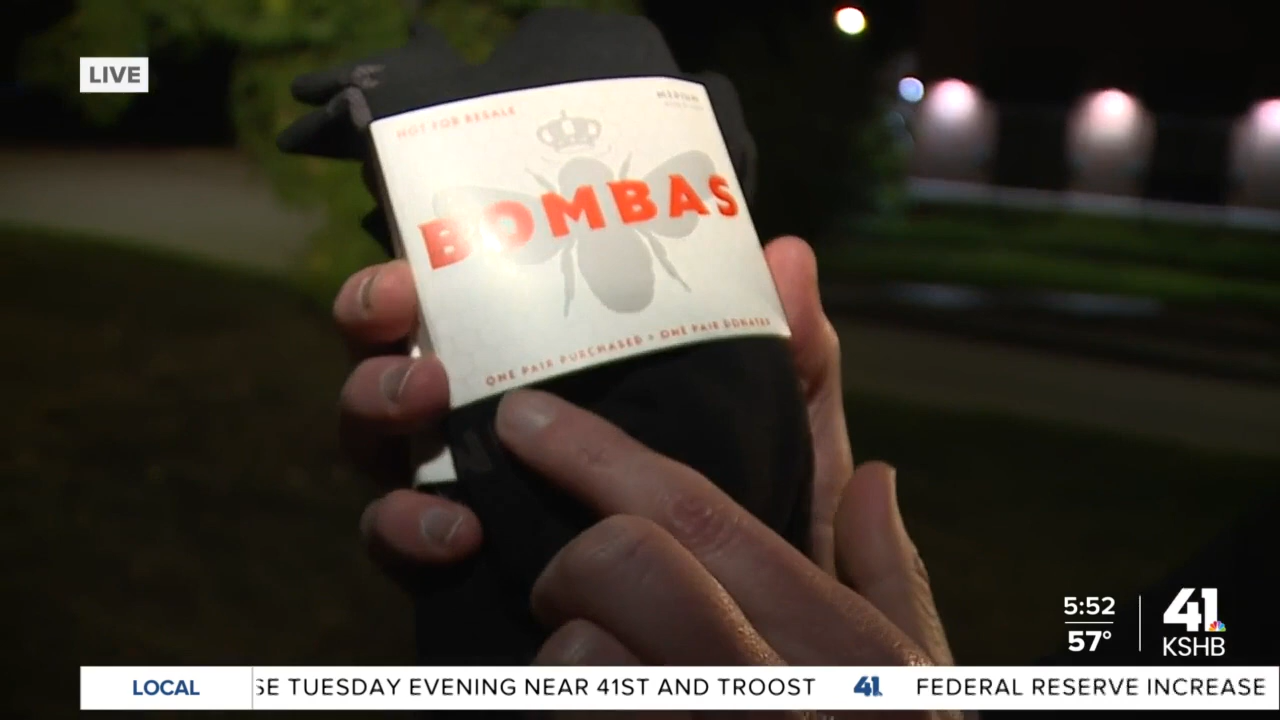 LIVE
NOT FOR RESALE
MEDIUM
BOMBAS
ONE PAIR PURCHASED = ONE PAIR DONATED
5:52
57°
41
KSHB
LOCAL
SE TUESDAY EVENING NEAR 41ST AND TROOST 41 FEDERAL RESERVE INCREASE